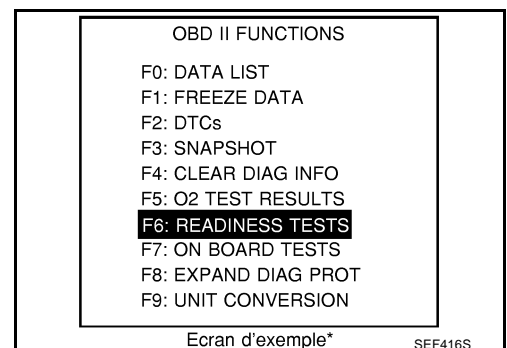 OBD II FUNCTIONS
F0: DATA LIST
F1: FREEZE DATA
F2: DTCs
F3: SNAPSHOT
F4: CLEAR DIAG INFO
F5: O2 TEST RESULTS
F6: READINESS TESTS
F7: ON BOARD TESTS
F8: EXPAND DIAG PROT
F9: UNIT CONVERSION
Ecran d'exemple*
SEF416S